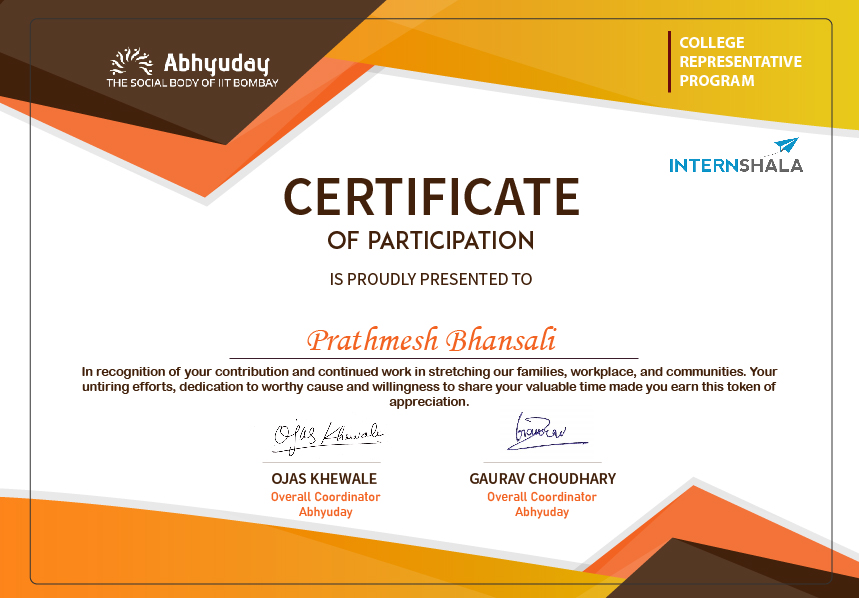 Abhyuday
THE SOCIAL BODY OF IIT BOMBAY
COLLEGE
REPRESENTATIVE
PROGRAM
INTERNSHALA
CERTIFICATE
OF PARTICIPATION
IS PROUDLY PRESENTED TO
Prathmesh Bhansali
In recognition of your contribution and continued work in stretching our families, workplace, and communities. Your
untiring efforts, dedication to worthy cause and willingness to share your valuable time made you earn this token of
appreciation.
Ojas Khewale
Gaurav
OJAS KHEWALE
Overall Coordinator
Abhyuday
GAURAV CHOUDHARY
Overall Coordinator
Abhyuday